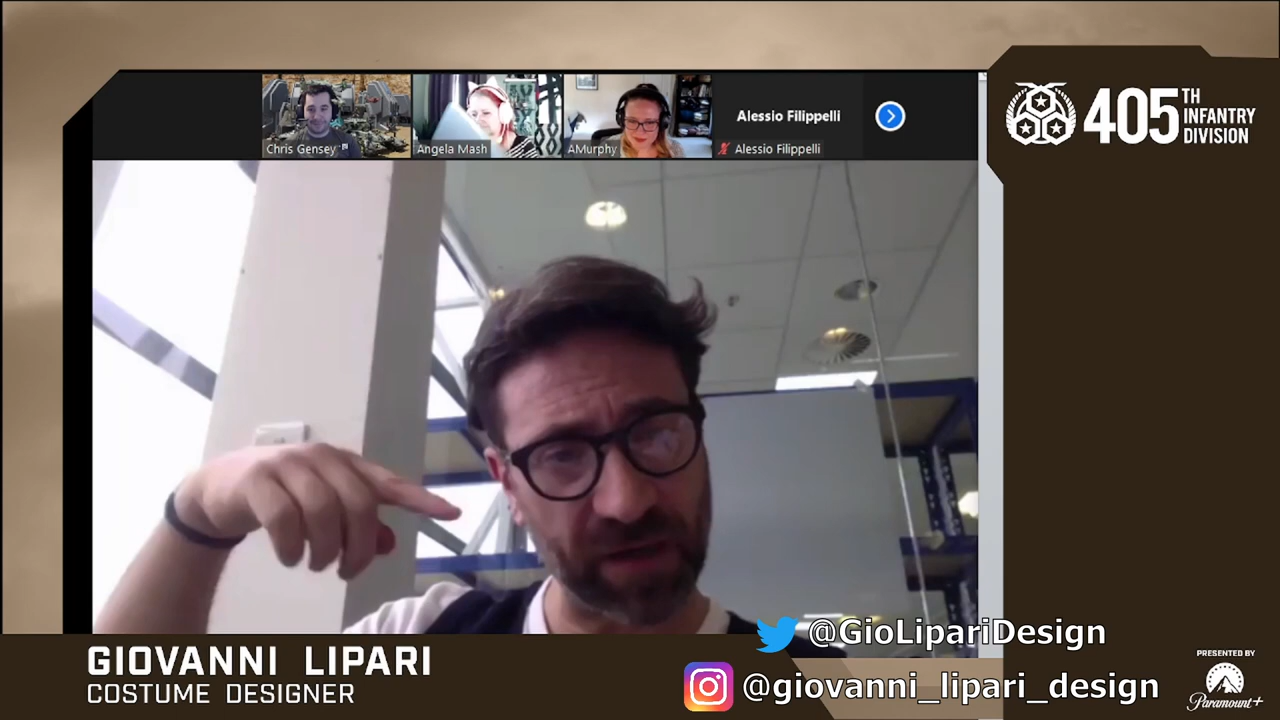 Chris Gensey
Angela Mash
AMurphy
Alessio Filippelli
Alessio Filippelli
405TH
INFANTRY
DIVISION
@GioLipariDesign
GIOVANNI LIPARI
COSTUME DESIGNER
@giovanni_lipari_design
PRESENTED BY
Paramount+